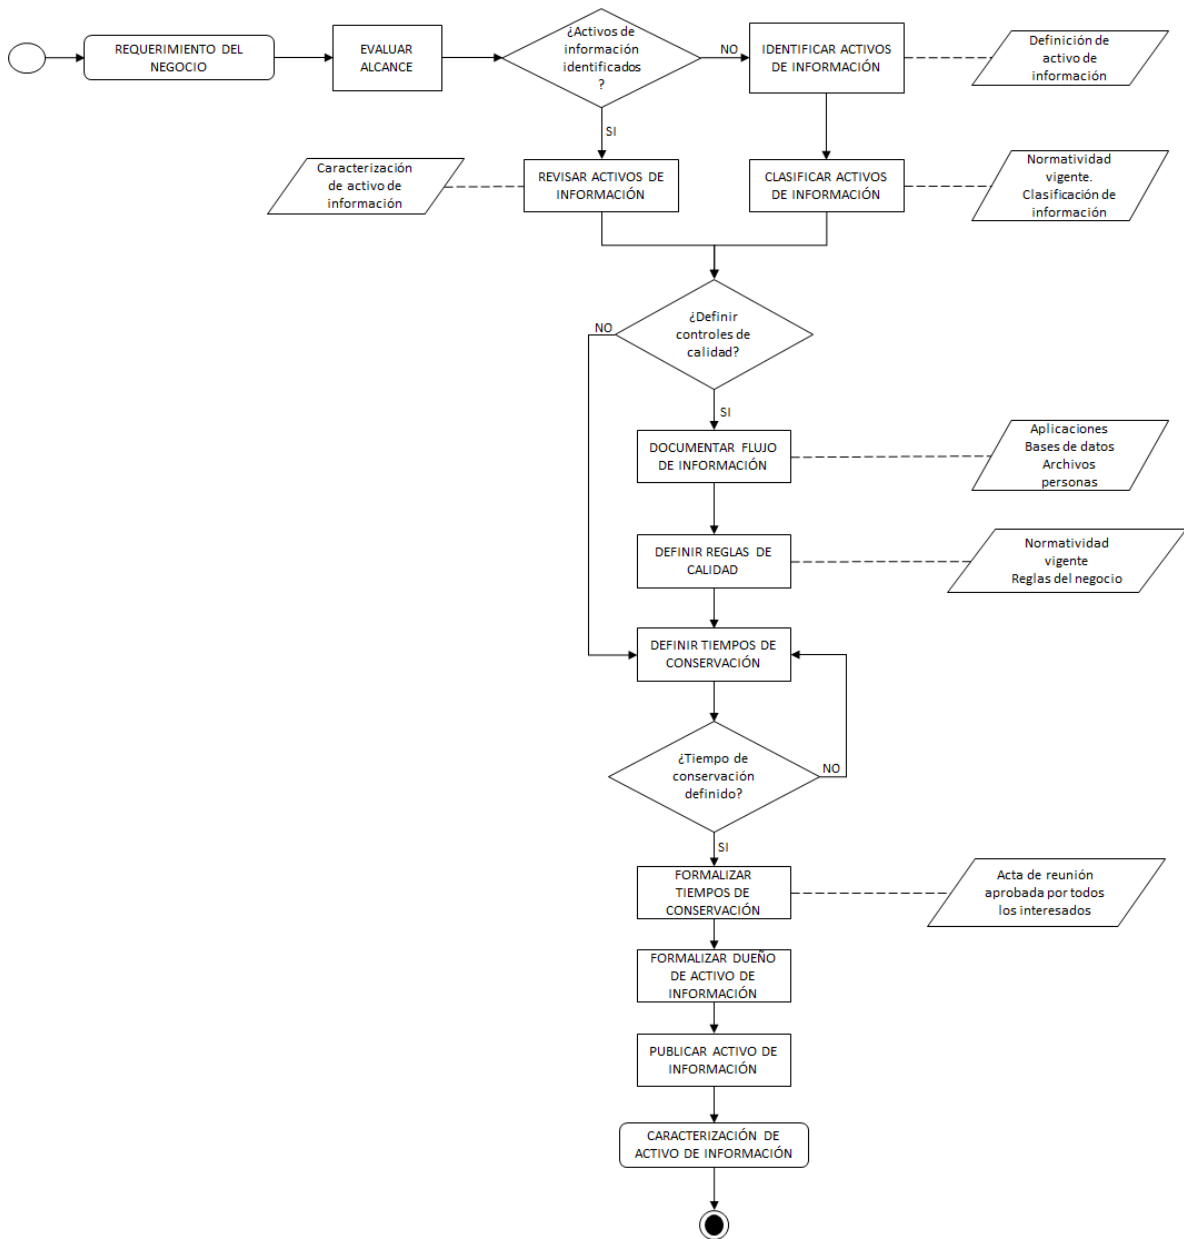 REQUERIMIENTO DEL
NEGOCIO
EVALUAR
ALCANCE
¿Activos de
información
identificados
?
NO
IDENTIFICAR ACTIVOS
DE INFORMACIÓN
Definición de
activo de
información
SI
Caracterización
de activo de
información
REVISAR ACTIVOS DE
INFORMACIÓN
CLASIFICAR ACTIVOS
DE INFORMACIÓN
Normatividad
vigente.
Clasificación de
información
¿Definir
controles de
calidad?
NO
SI
DOCUMENTAR FLUJO
DE INFORMACIÓN
Aplicaciones
Bases de datos
Archivos
personas
DEFINIR REGLAS DE
CALIDAD
Normatividad
vigente
Reglas del negocio
DEFINIR TIEMPOS DE
CONSERVACIÓN
¿Tiempo de
conservación
definido?
NO
SI
FORMALIZAR
TIEMPOS DE
CONSERVACIÓN
Acta de reunión
aprobada por todos
los interesados
FORMALIZAR DUEÑO
DE ACTIVO DE
INFORMACIÓN
PUBLICAR ACTIVO DE
INFORMACIÓN
CARACTERIZACIÓN DE
ACTIVO DE INFORMACIÓN